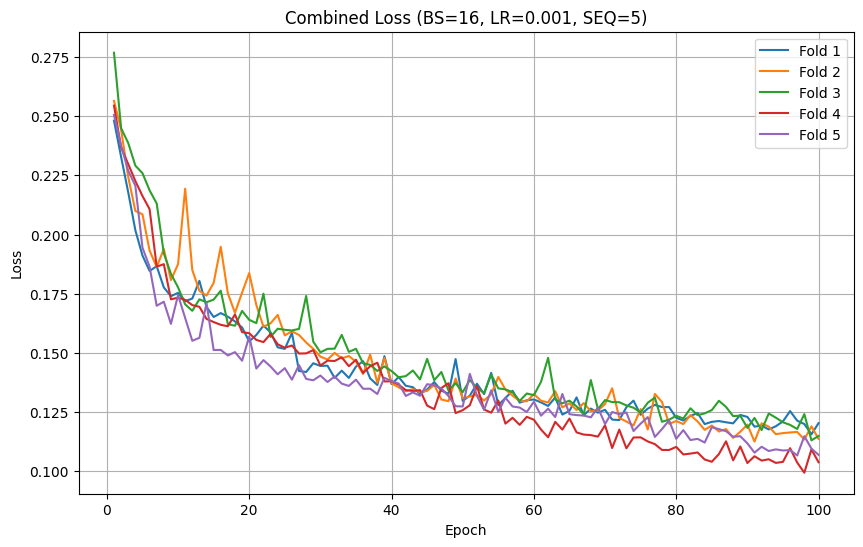 Combined Loss (BS=16, LR=0.001, SEQ=5)
Fold 1
Fold 2
Fold 3
Fold 4
Fold 5
Loss
0.275
0.250
0.225
0.200
0.175
0.150
0.125
0.100
0
20
40
60
80
100
Epoch